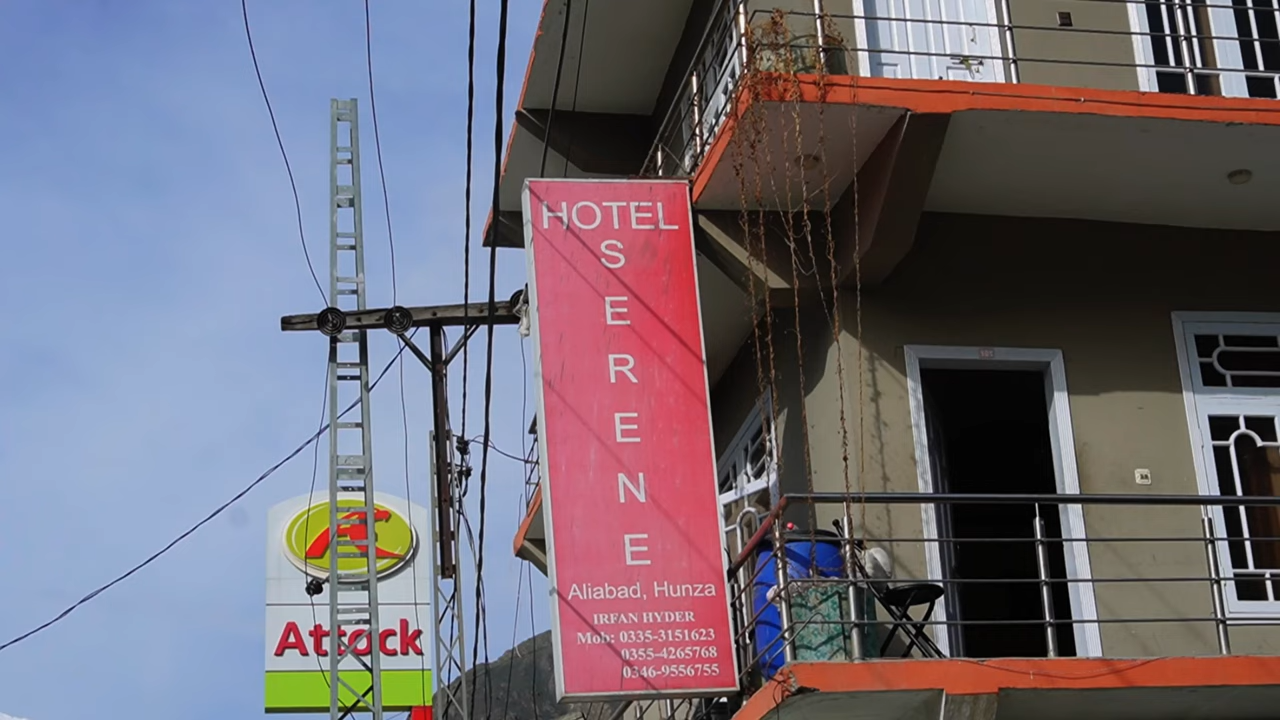 HOTEL
S
E
R
E
N
E
Aliabad, Hunza
IRFAN HYDER
Mob: 0335-3151623
0355-4265768
0346-9556755
Attock